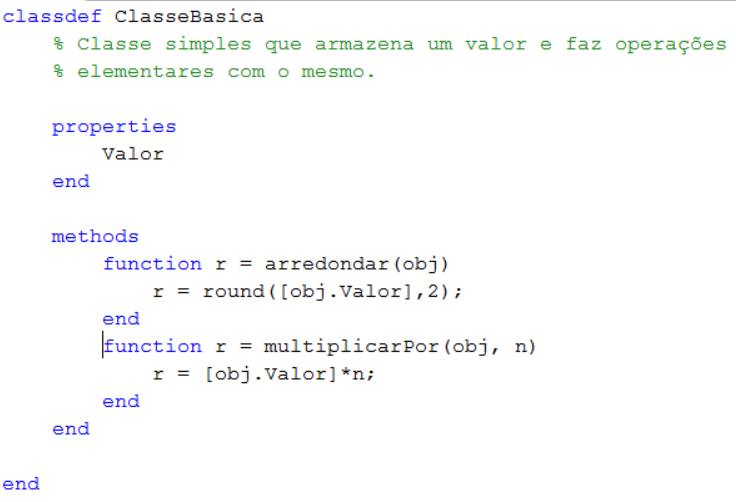 classdef ClasseBasica
    % Classe simples que armazena um valor e faz operações
    % elementares com o mesmo.

    properties
        Valor
    end

    methods
        function r = arredondar(obj)
            r = round([obj.Valor],2);
        end
        function r = multiplicarPor(obj, n)
            r = [obj.Valor]*n;
        end
    end

end